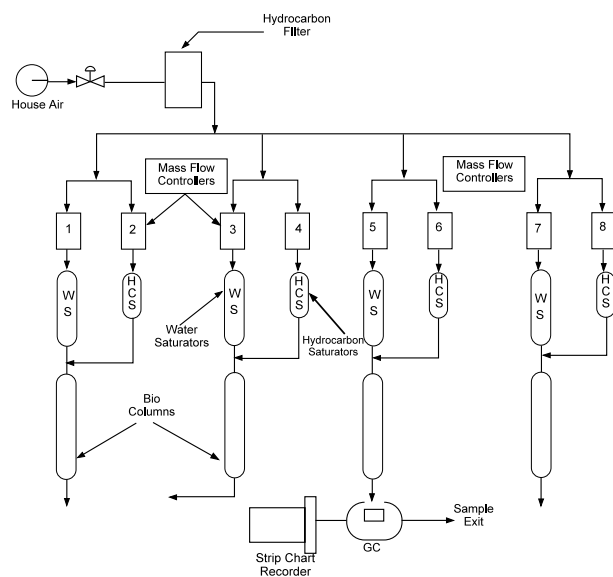 Hydrocarbon
Filter
House Air
Mass Flow
Controllers
Mass Flow
Controllers
1
2
3
4
5
6
7
8
W
S
H
C
S
W
S
H
C
S
W
S
H
C
S
W
S
H
C
S
Water
Saturators
Hydrocarbon
Saturators
Bio
Columns
Sample
Exit
GC
Strip Chart
Recorder